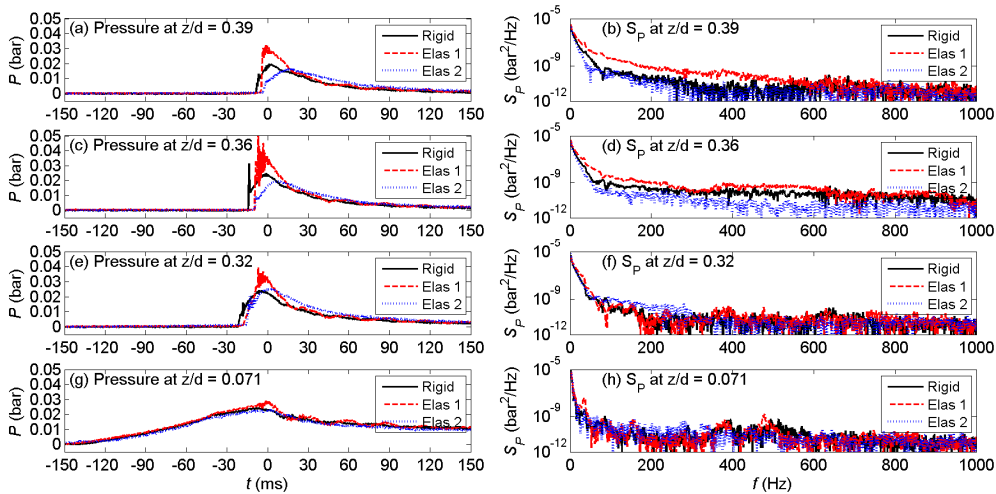 (a) Pressure at z/d = 0.39
P (bar)
0.05
0.04
0.03
0.02
0.01
0
Rigid
Elas 1
Elas 2
-150 -120 -90 -60 -30 0 30 60 90 120 150
(b) S_P at z/d = 0.39
S_P (bar²/Hz)
10^-5
10^-9
10^-12
Rigid
Elas 1
Elas 2
0 200 400 600 800 1000
(c) Pressure at z/d = 0.36
P (bar)
0.05
0.04
0.03
0.02
0.01
0
Rigid
Elas 1
Elas 2
-150 -120 -90 -60 -30 0 30 60 90 120 150
(d) S_P at z/d = 0.36
S_P (bar²/Hz)
10^-5
10^-9
10^-12
Rigid
Elas 1
Elas 2
0 200 400 600 800 1000
(e) Pressure at z/d = 0.32
P (bar)
0.05
0.04
0.03
0.02
0.01
0
Rigid
Elas 1
Elas 2
-150 -120 -90 -60 -30 0 30 60 90 120 150
(f) S_P at z/d = 0.32
S_P (bar²/Hz)
10^-5
10^-9
10^-12
Rigid
Elas 1
Elas 2
0 200 400 600 800 1000
(g) Pressure at z/d = 0.071
P (bar)
0.05
0.04
0.03
0.02
0.01
0
Rigid
Elas 1
Elas 2
-150 -120 -90 -60 -30 0 30 60 90 120 150
t (ms)
(h) S_P at z/d = 0.071
S_P (bar²/Hz)
10^-5
10^-9
10^-12
Rigid
Elas 1
Elas 2
0 200 400 600 800 1000
f (Hz)